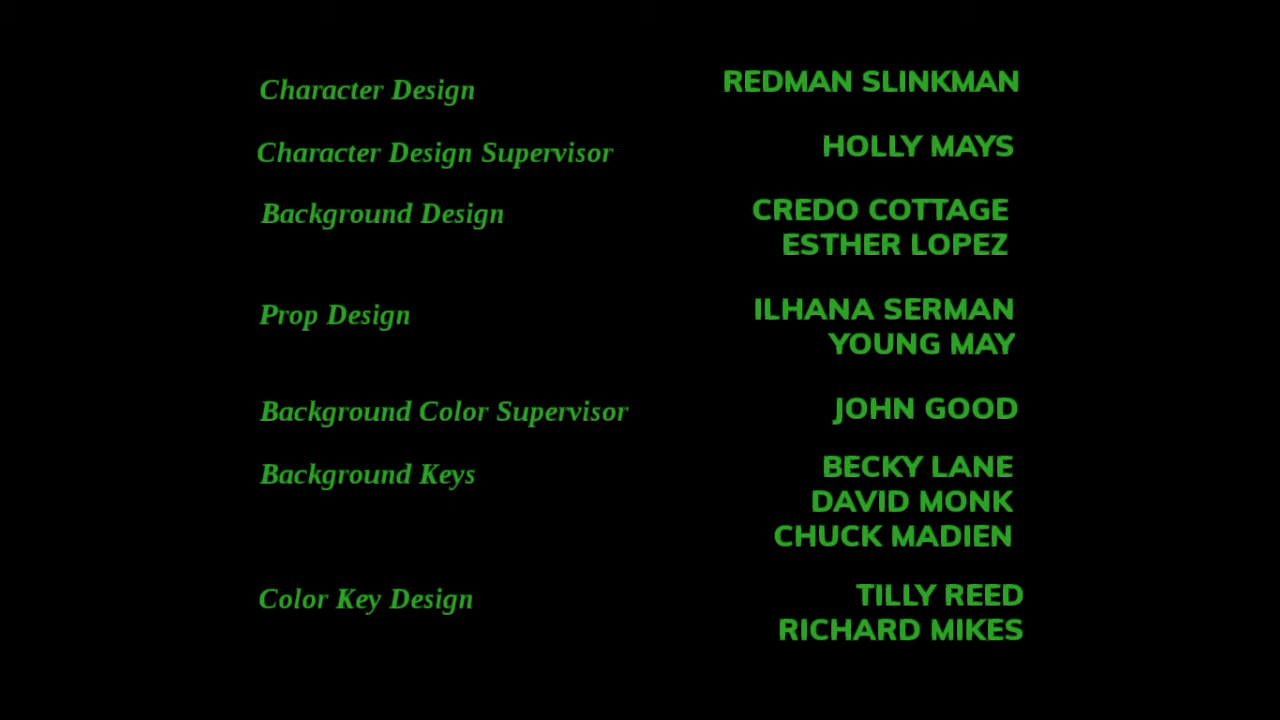 Character Design REDMAN SLINKMAN
Character Design Supervisor HOLLY MAYS
Background Design CREDO COTTAGE
ESTHER LOPEZ
Prop Design ILHANA SERMAN
YOUNG MAY
Background Color Supervisor JOHN GOOD
Background Keys BECKY LANE
DAVID MONK
CHUCK MADIEN
Color Key Design TILLY REED
RICHARD MIKES